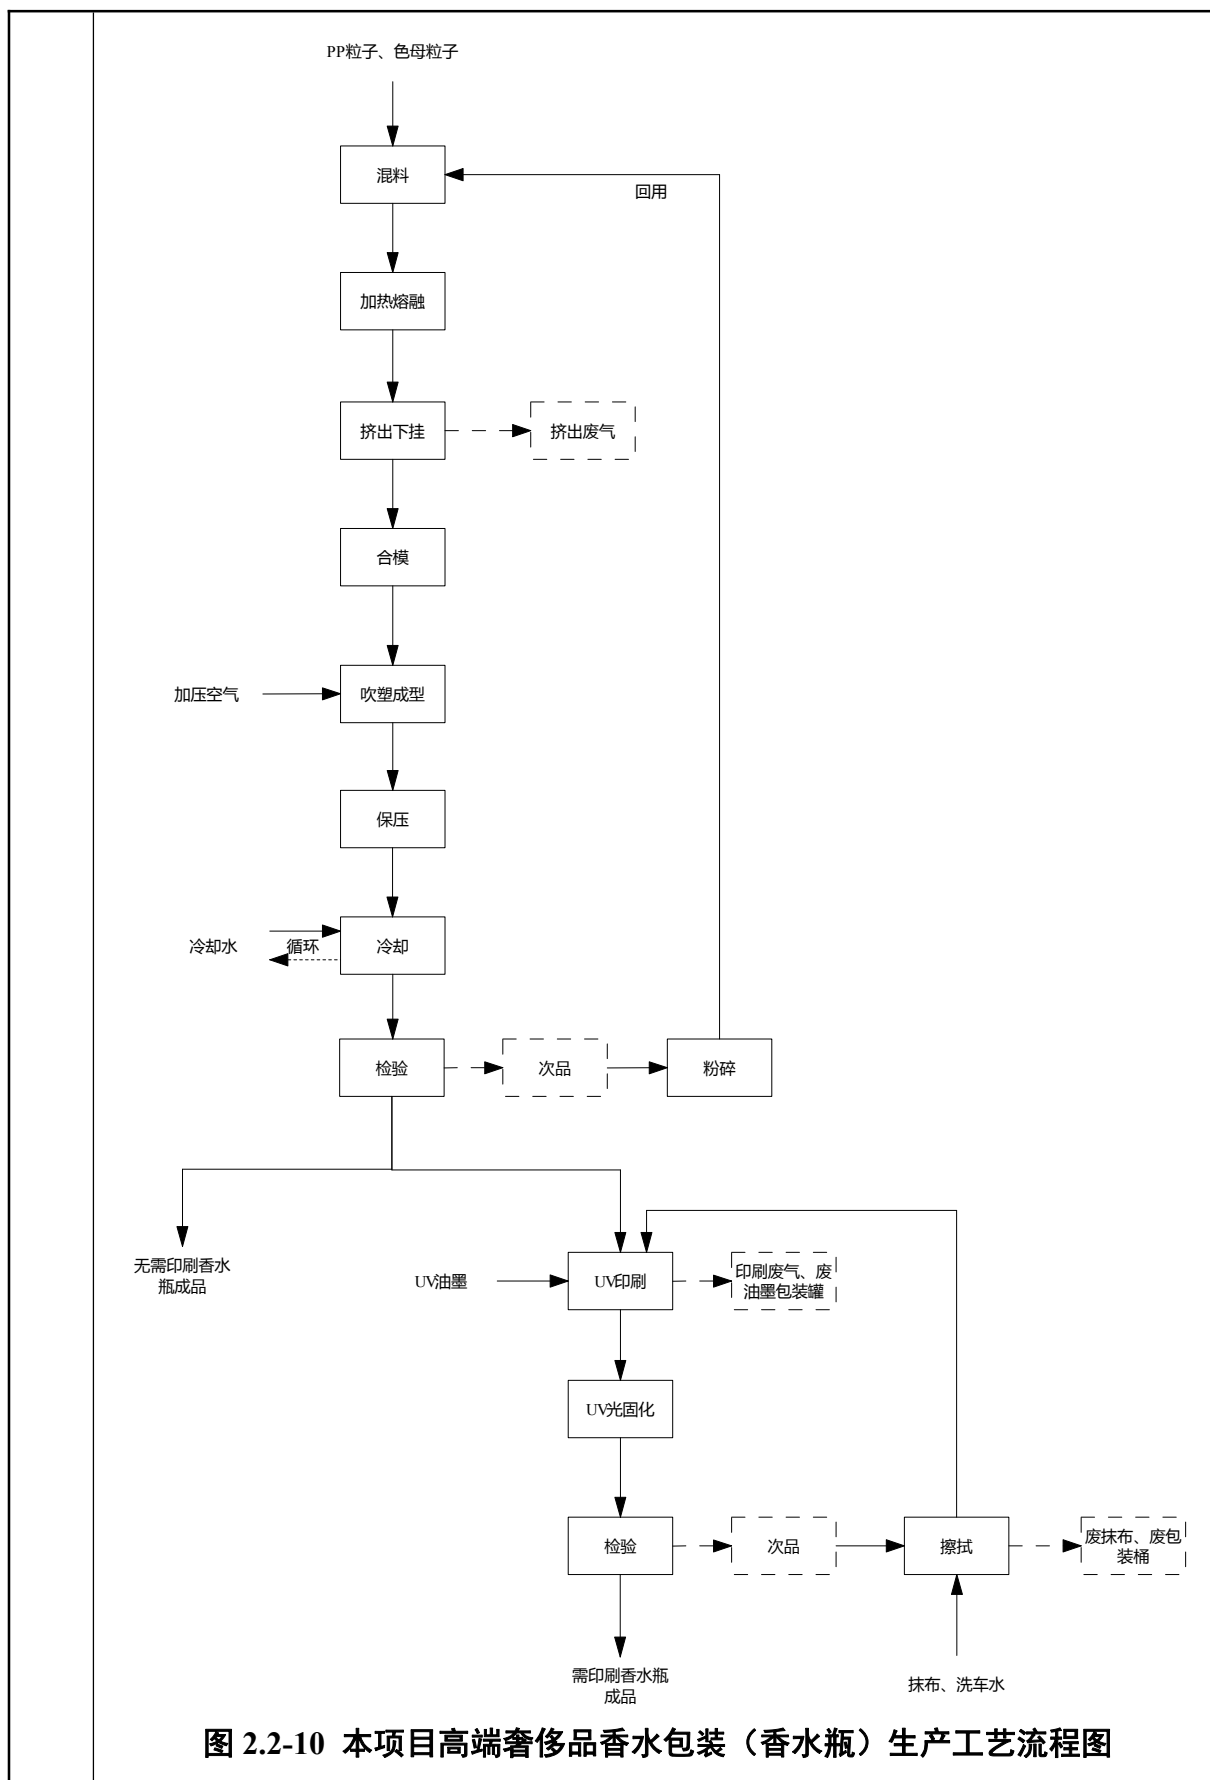 PP粒子、色母粒子
混料
回用
加热熔融
挤出下挂
挤出废气
合模
加压空气
吹塑成型
保压
冷却水
循环
冷却
检验
次品
粉碎
无需印刷香水
瓶成品
UV油墨
UV印刷
印刷废气、废
油墨包装罐
UV光固化
检验
次品
擦拭
废抹布、废包
装桶
需印刷香水瓶
成品
抹布、洗车水
图 2.2-10 本项目高端奢侈品香水包装（香水瓶）生产工艺流程图